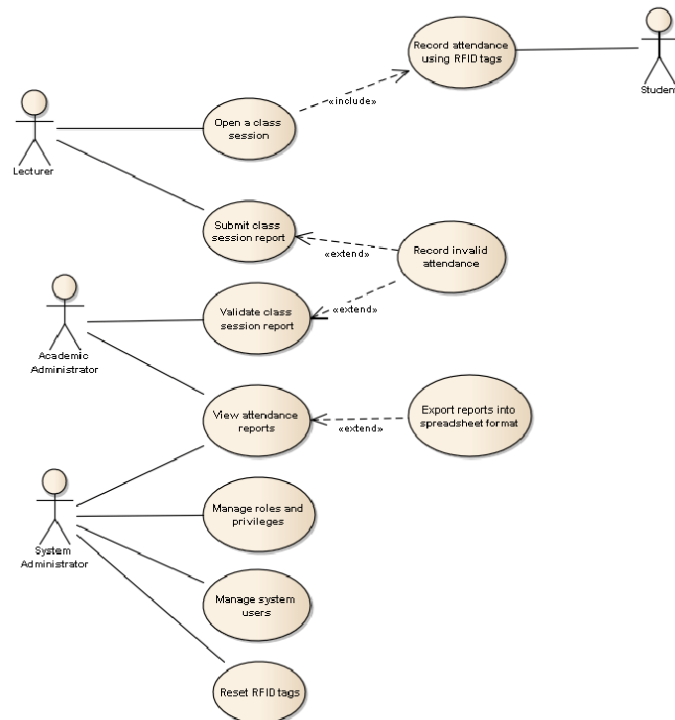 Record attendance
using RFID tags
Student
«include»
Open a class
session
Lecturer
Submit class
session report
«extend»
Record invalid
attendance
Validate class
session report
«extend»
Academic
Administrator
View attendance
reports
«extend»
Export reports into
spreadsheet format
Manage roles and
privileges
System
Administrator
Manage system
users
Reset RFID tags